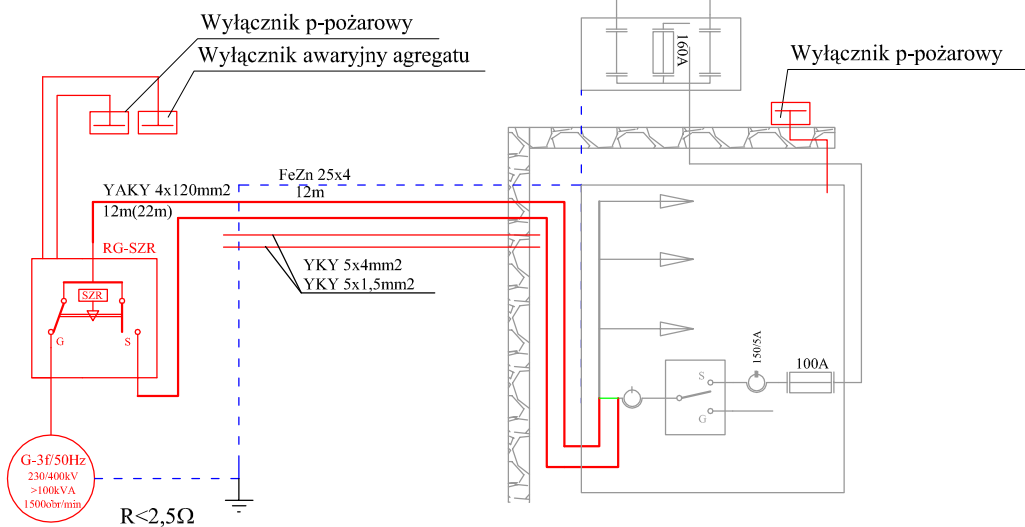 Wyłącznik p-pożarowy
Wyłącznik awaryjny agregatu
160A
Wyłącznik p-pożarowy
FeZn 25x4
12m
YAKY 4x120mm2
12m(22m)
RG-SZR
YKY 5x4mm2
YKY 5x1,5mm2
SZR
G
S
150/5A
100A
S
G
G-3f/50Hz
230/400kV
>100kVA
1500obr/min
R<2,5Ω